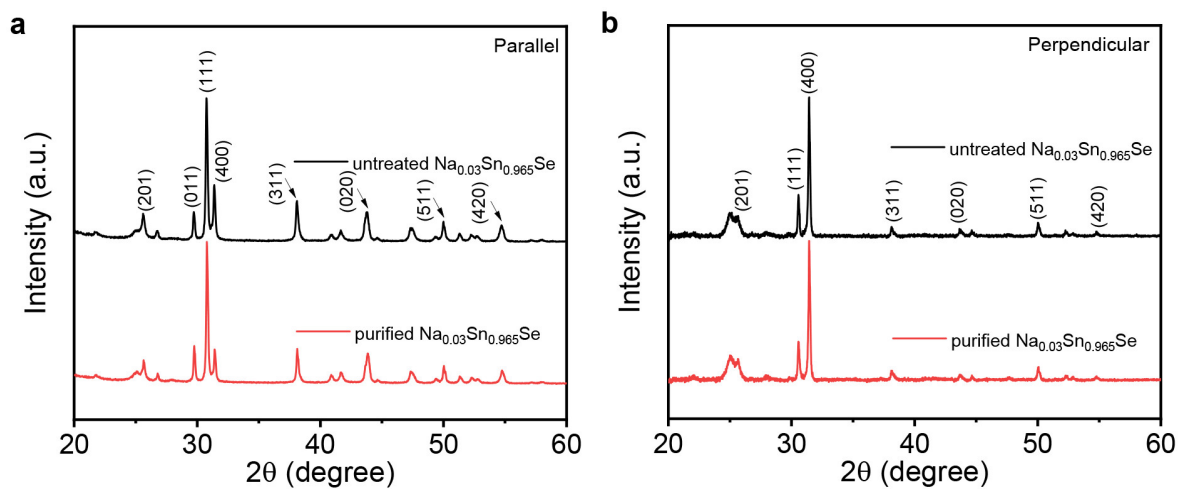 a
Parallel
(111)
(400)
(011)
(201)
(311)
(020)
(511)
(420)
untreated Na0.03Sn0.965Se
purified Na0.03Sn0.965Se
Intensity (a.u.)
20 30 40 50 60
2θ (degree)
b
Perpendicular
(400)
(111)
(201)
(311)
(020)
(511)
(420)
untreated Na0.03Sn0.965Se
purified Na0.03Sn0.965Se
Intensity (a.u.)
20 30 40 50 60
2θ (degree)